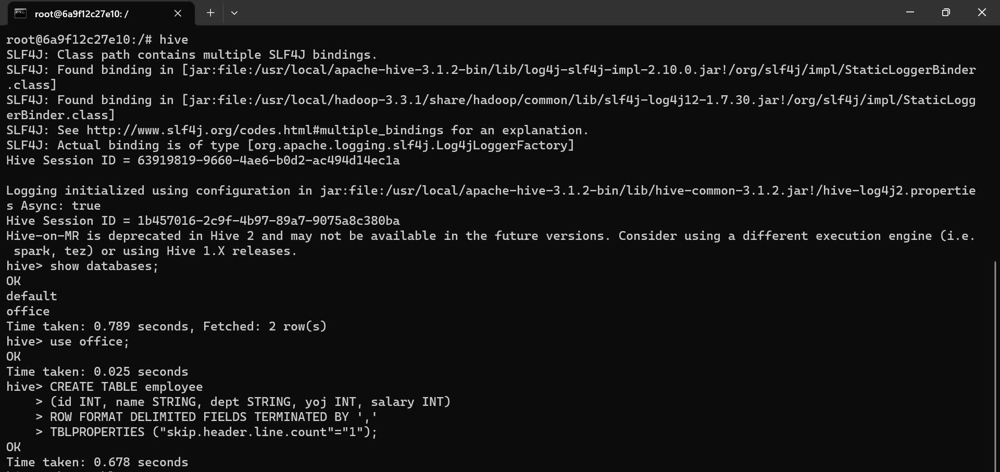 root@6a9f12c27e10: /
root@6a9f12c27e10:/# hive
SLF4J: Class path contains multiple SLF4J bindings.
SLF4J: Found binding in [jar:file:/usr/local/apache-hive-3.1.2-bin/lib/log4j-slf4j-impl-2.10.0.jar!/org/slf4j/impl/StaticLoggerBinder
.class]
SLF4J: Found binding in [jar:file:/usr/local/hadoop-3.3.1/share/hadoop/common/lib/slf4j-log4j12-1.7.30.jar!/org/slf4j/impl/StaticLogg
erBinder.class]
SLF4J: See http://www.slf4j.org/codes.html#multiple_bindings for an explanation.
SLF4J: Actual binding is of type [org.apache.logging.slf4j.Log4jLoggerFactory]
Hive Session ID = 63919819-9660-4ae6-b0d2-ac494d14ec1a
Logging initialized using configuration in jar:file:/usr/local/apache-hive-3.1.2-bin/lib/hive-common-3.1.2.jar!/hive-log4j2.propertie
s Async: true
Hive Session ID = 1b457016-2c9f-4b97-89a7-9075a8c380ba
Hive-on-MR is deprecated in Hive 2 and may not be available in the future versions. Consider using a different execution engine (i.e.
 spark, tez) or using Hive 1.X releases.
hive> show databases;
OK
default
office
Time taken: 0.789 seconds, Fetched: 2 row(s)
hive> use office;
OK
Time taken: 0.025 seconds
hive> CREATE TABLE employee
    > (id INT, name STRING, dept STRING, yoj INT, salary INT)
    > ROW FORMAT DELIMITED FIELDS TERMINATED BY ','
    > TBLPROPERTIES ("skip.header.line.count"="1");
OK
Time taken: 0.678 seconds